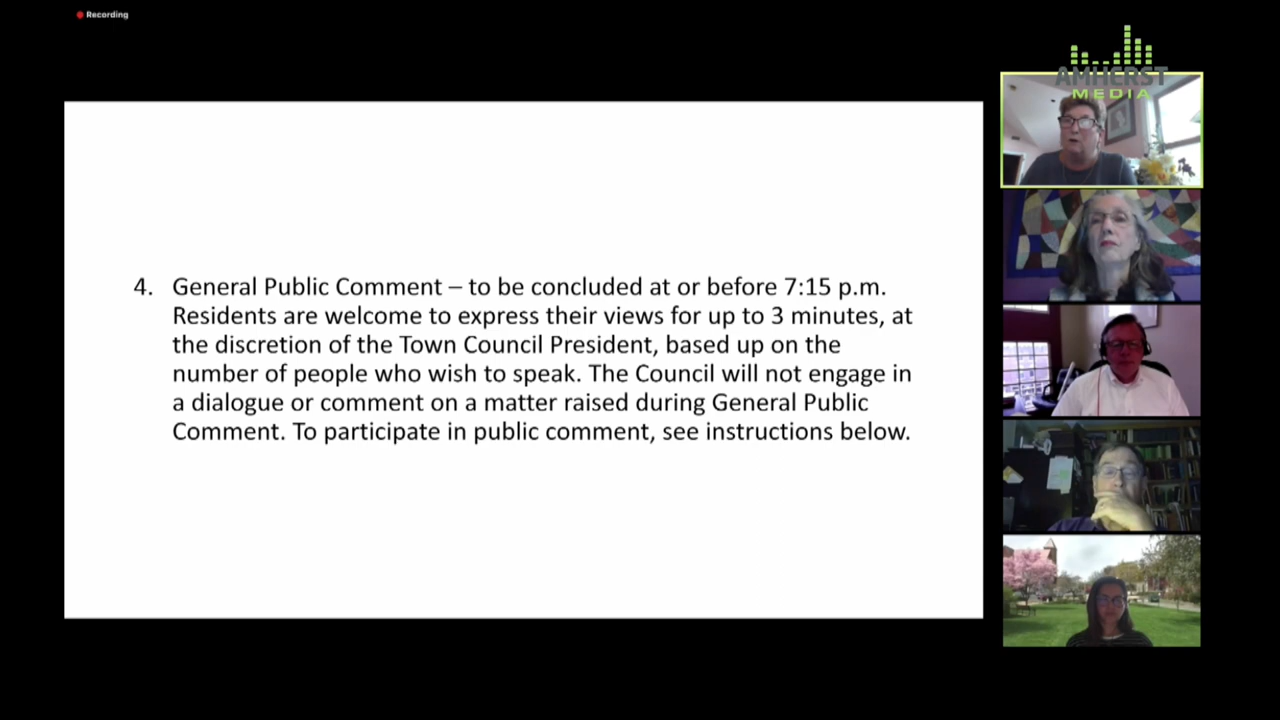 Recording
AMHERST
MEDIA
4. General Public Comment – to be concluded at or before 7:15 p.m.
Residents are welcome to express their views for up to 3 minutes, at
the discretion of the Town Council President, based up on the
number of people who wish to speak. The Council will not engage in
a dialogue or comment on a matter raised during General Public
Comment. To participate in public comment, see instructions below.